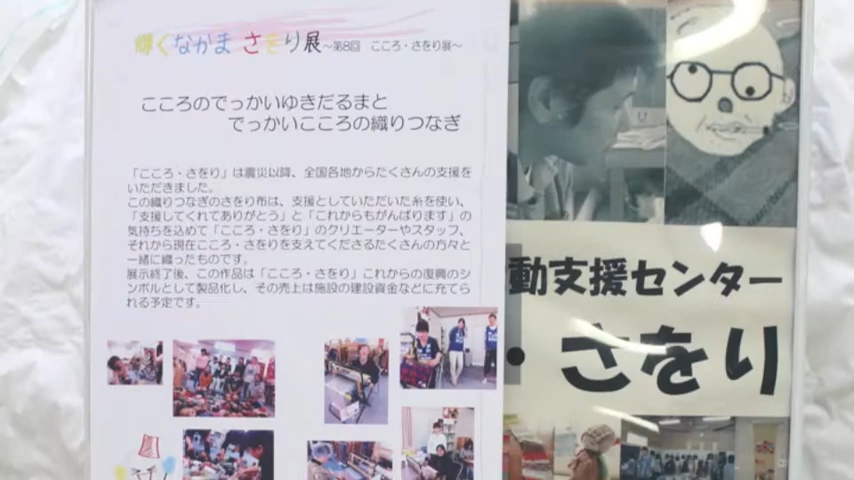 輝くなかま さをり展～第8回 こころ・さをり展～
こころのでっかいゆきだるまと
でっかいこころの織りつなぎ
「こころ・さをり」は震災以降、全国各地からたくさんの支援を
いただきました。
この織りつなぎのさをり布は、支援としていただいた糸を使い、
「支援してくれてありがとう」と「これからもがんばります」の
気持ちを込めて「こころ・さをり」のクリエーターやスタッフ、
それから現在こころ・さをりを支えてくださるたくさんの方々と
一緒に織ったものです。
展示終了後、この作品は「こころ・さをり」これからの復興のシ
ンボルとして製品化し、その売上は施設の建設資金などに充てら
れる予定です。
動支援センター
・さをり